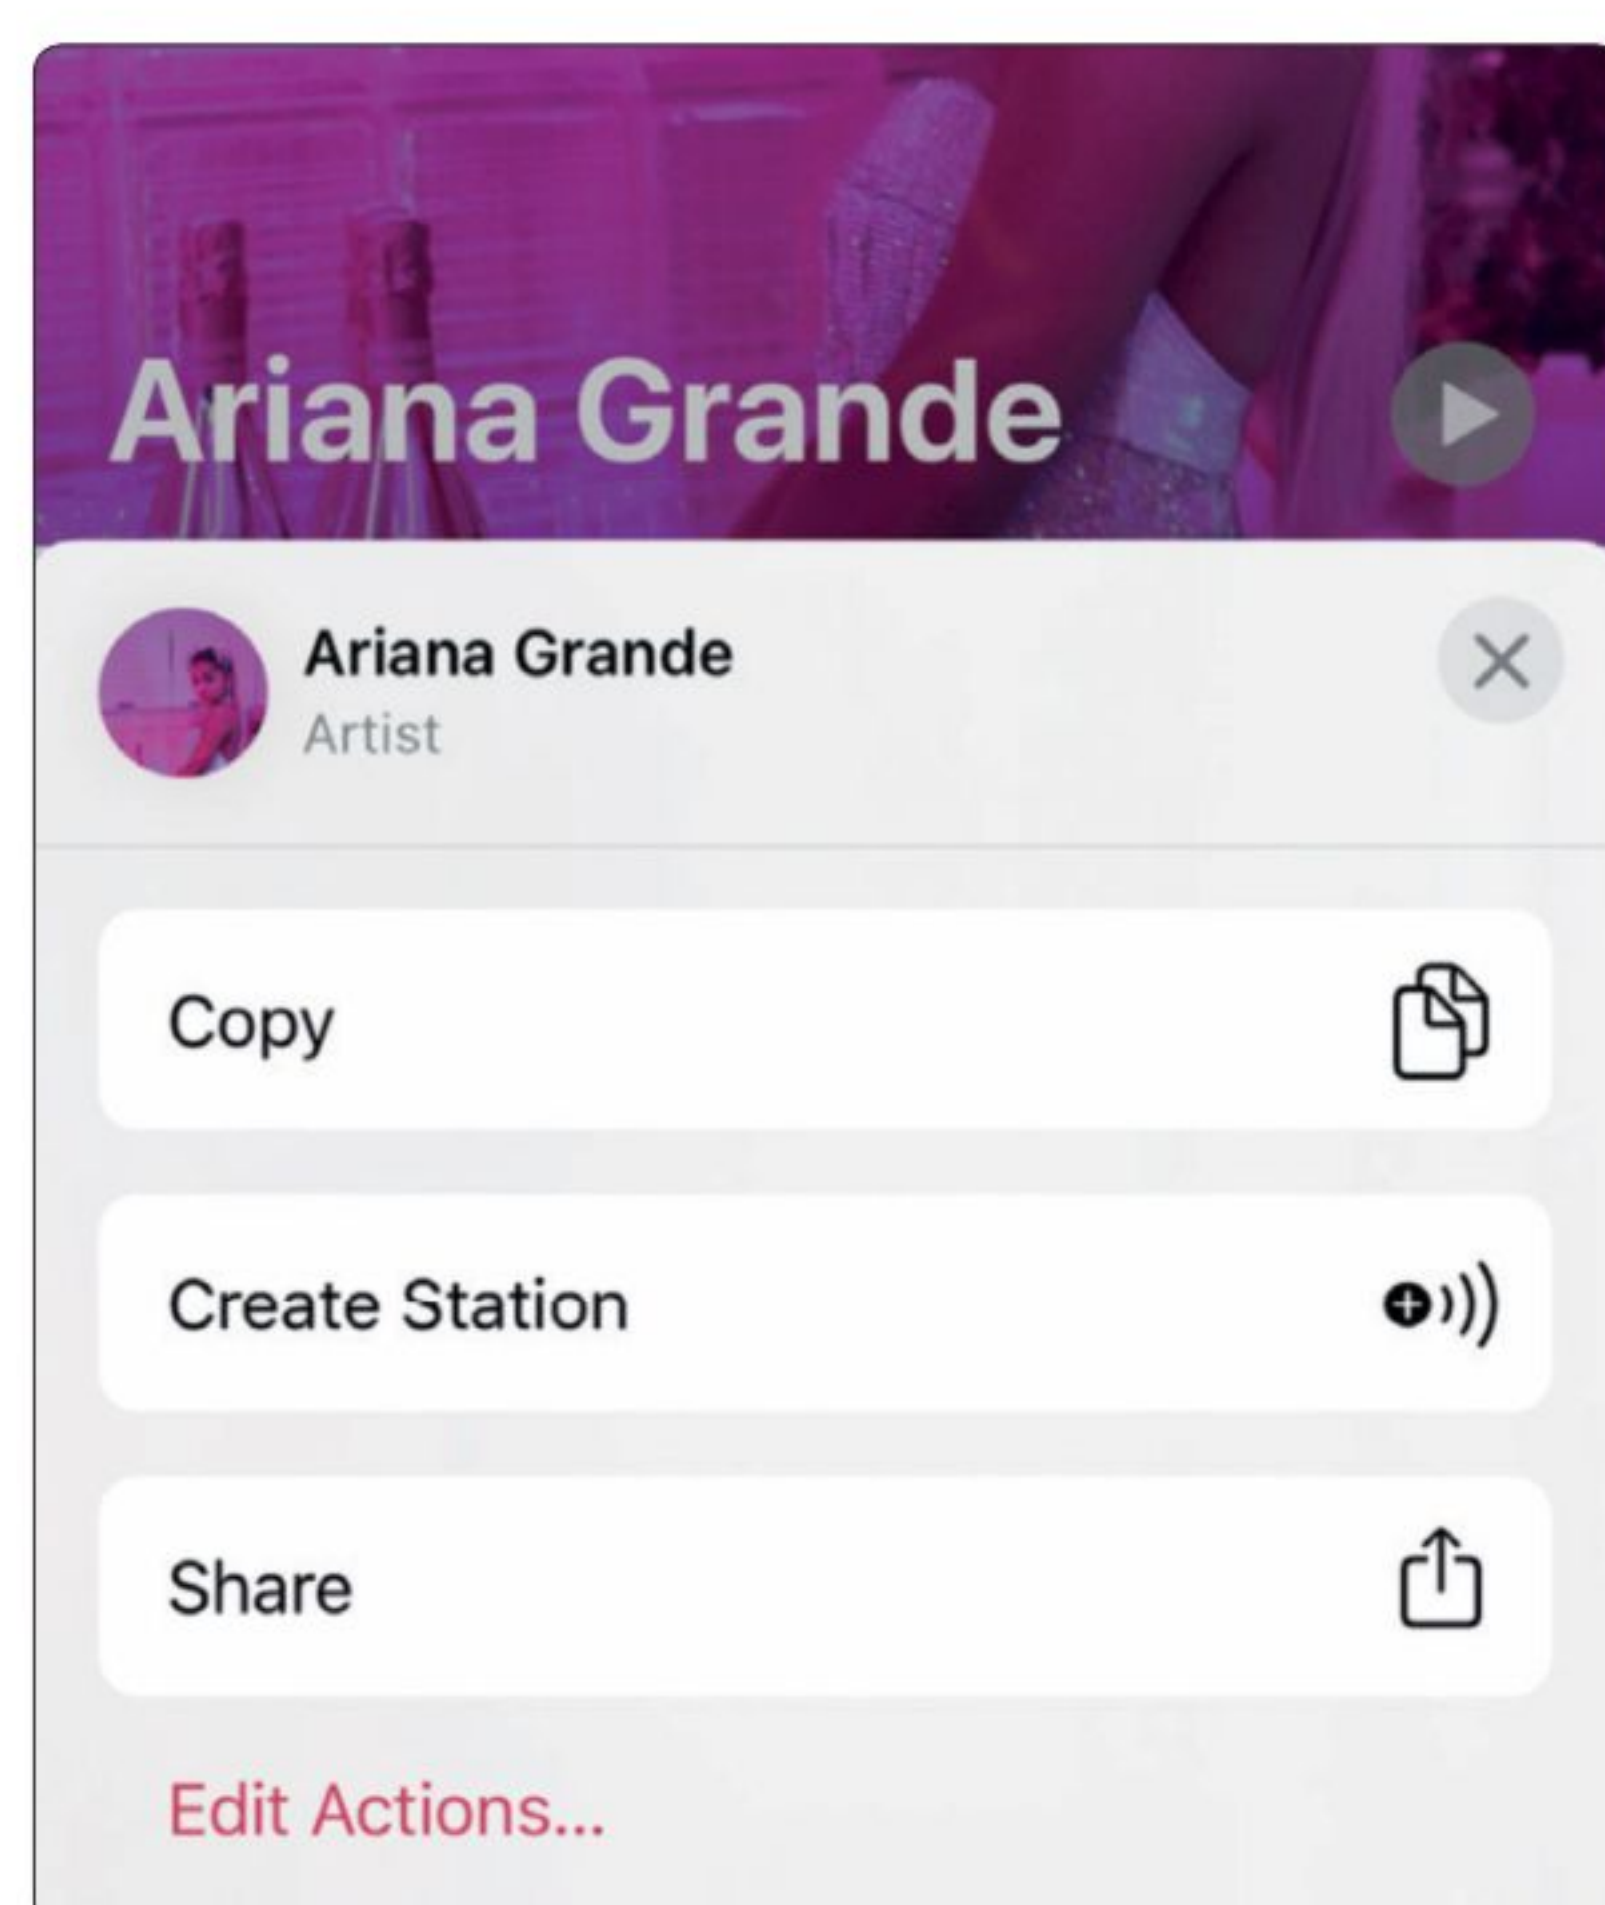 Ariana Grande
Ariana Grande
Artist
Copy
Create Station
Share
Edit Actions...